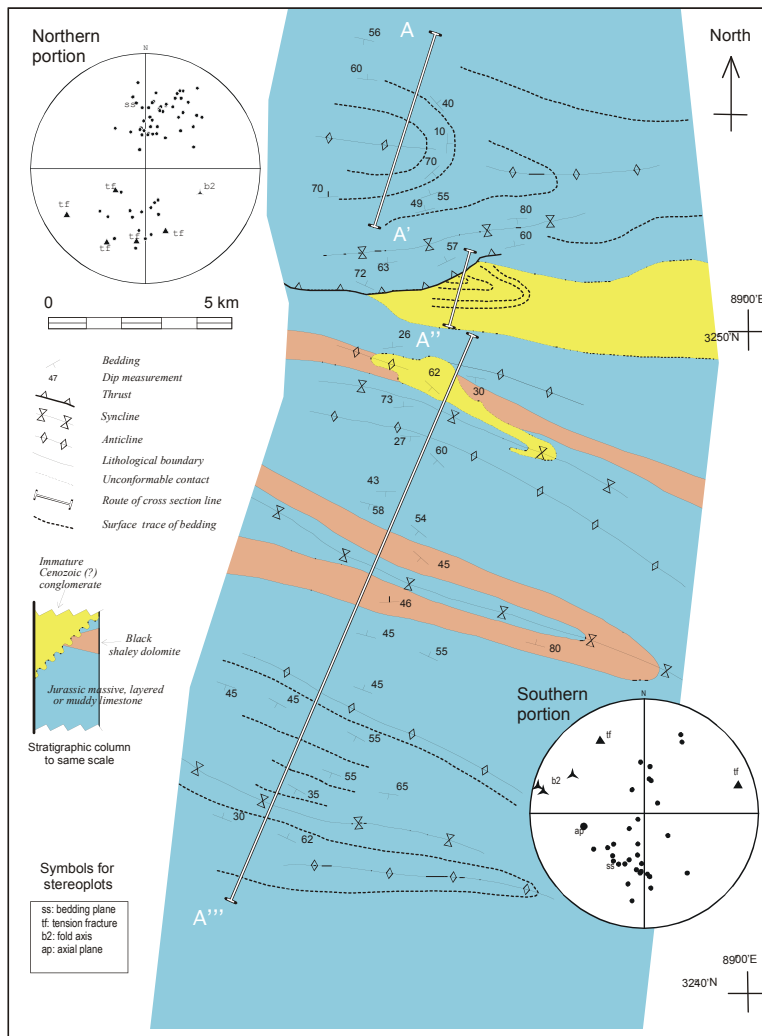 Northern
portion
N
ss
tf
b2
tf
tf
tf
tf
0
5 km
Bedding
47
Dip measurement
Thrust
Syncline
Anticline
Lithological boundary
Unconformable contact
Route of cross section line
Surface trace of bedding
Immature
Cenozoic (?)
conglomerate
Black
shaley dolomite
Jurassic massive, layered
or muddy limestone
Stratigraphic column
to same scale
Symbols for
stereoplots
ss: bedding plane
tf: tension fracture
b2: fold axis
ap: axial plane
North
A
56
60
40
10
70
70
55
49
80
60
A'
57
63
72
8900'E
3250'N
A''
26
62
30
73
27
60
43
58
54
45
46
45
55
80
45
45
45
55
55
65
35
30
62
A'''
Southern
portion
N
tf
tf
b2
ap
ss
8900'E
3240'N